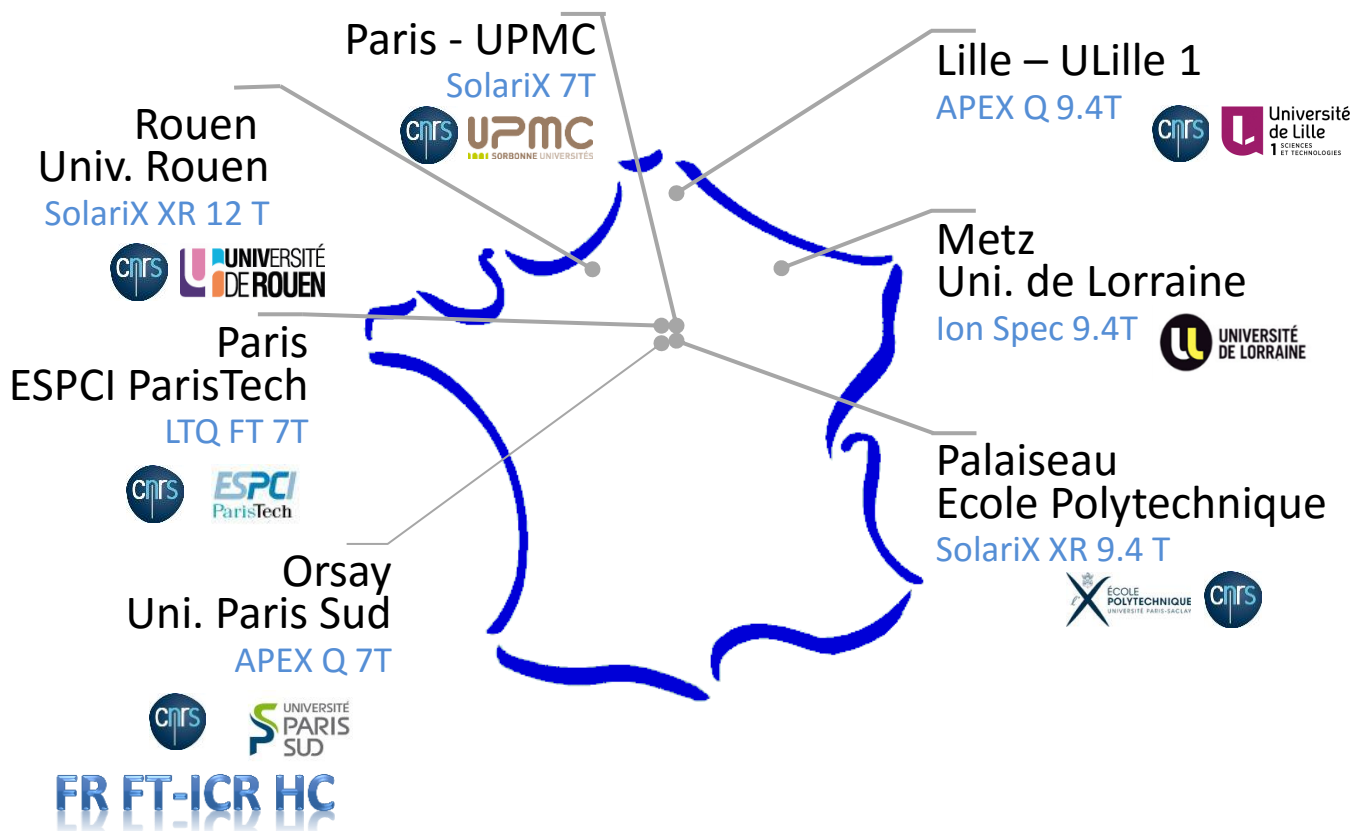 Paris - UPMC
SolariX 7T
cnrs UPMC
SORBONNE UNIVERSITÉS
Lille – ULille 1
APEX Q 9.4T
cnrs Université
de Lille
1 SCIENCES
ET TECHNOLOGIES
Rouen
Univ. Rouen
SolariX XR 12 T
cnrs UNIVERSITÉ
DE ROUEN
Metz
Uni. de Lorraine
Ion Spec 9.4T
UNIVERSITÉ
DE LORRAINE
Paris
ESPCI ParisTech
LTQ FT 7T
cnrs ESPCI
ParisTech
Palaiseau
Ecole Polytechnique
SolariX XR 9.4 T
ÉCOLE
POLYTECHNIQUE
UNIVERSITÉ PARIS-SACLAY
cnrs
Orsay
Uni. Paris Sud
APEX Q 7T
cnrs UNIVERSITÉ
PARIS
SUD
FR FT-ICR HC